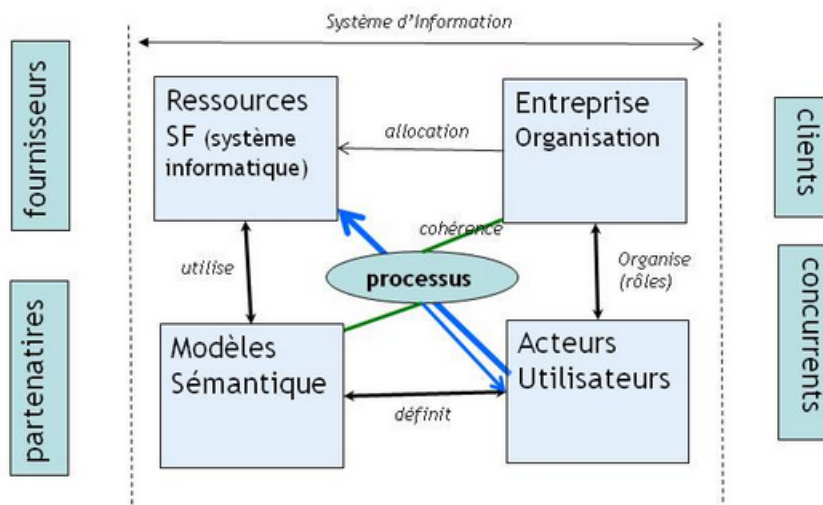 Système d'Information
fournisseurs
Ressources
SF (système
informatique)
allocation
Entreprise
Organisation
clients
cohérence
utilise
processus
Organise
(rôles)
concurrents
partenatires
Modèles
Sémantique
définit
Acteurs
Utilisateurs